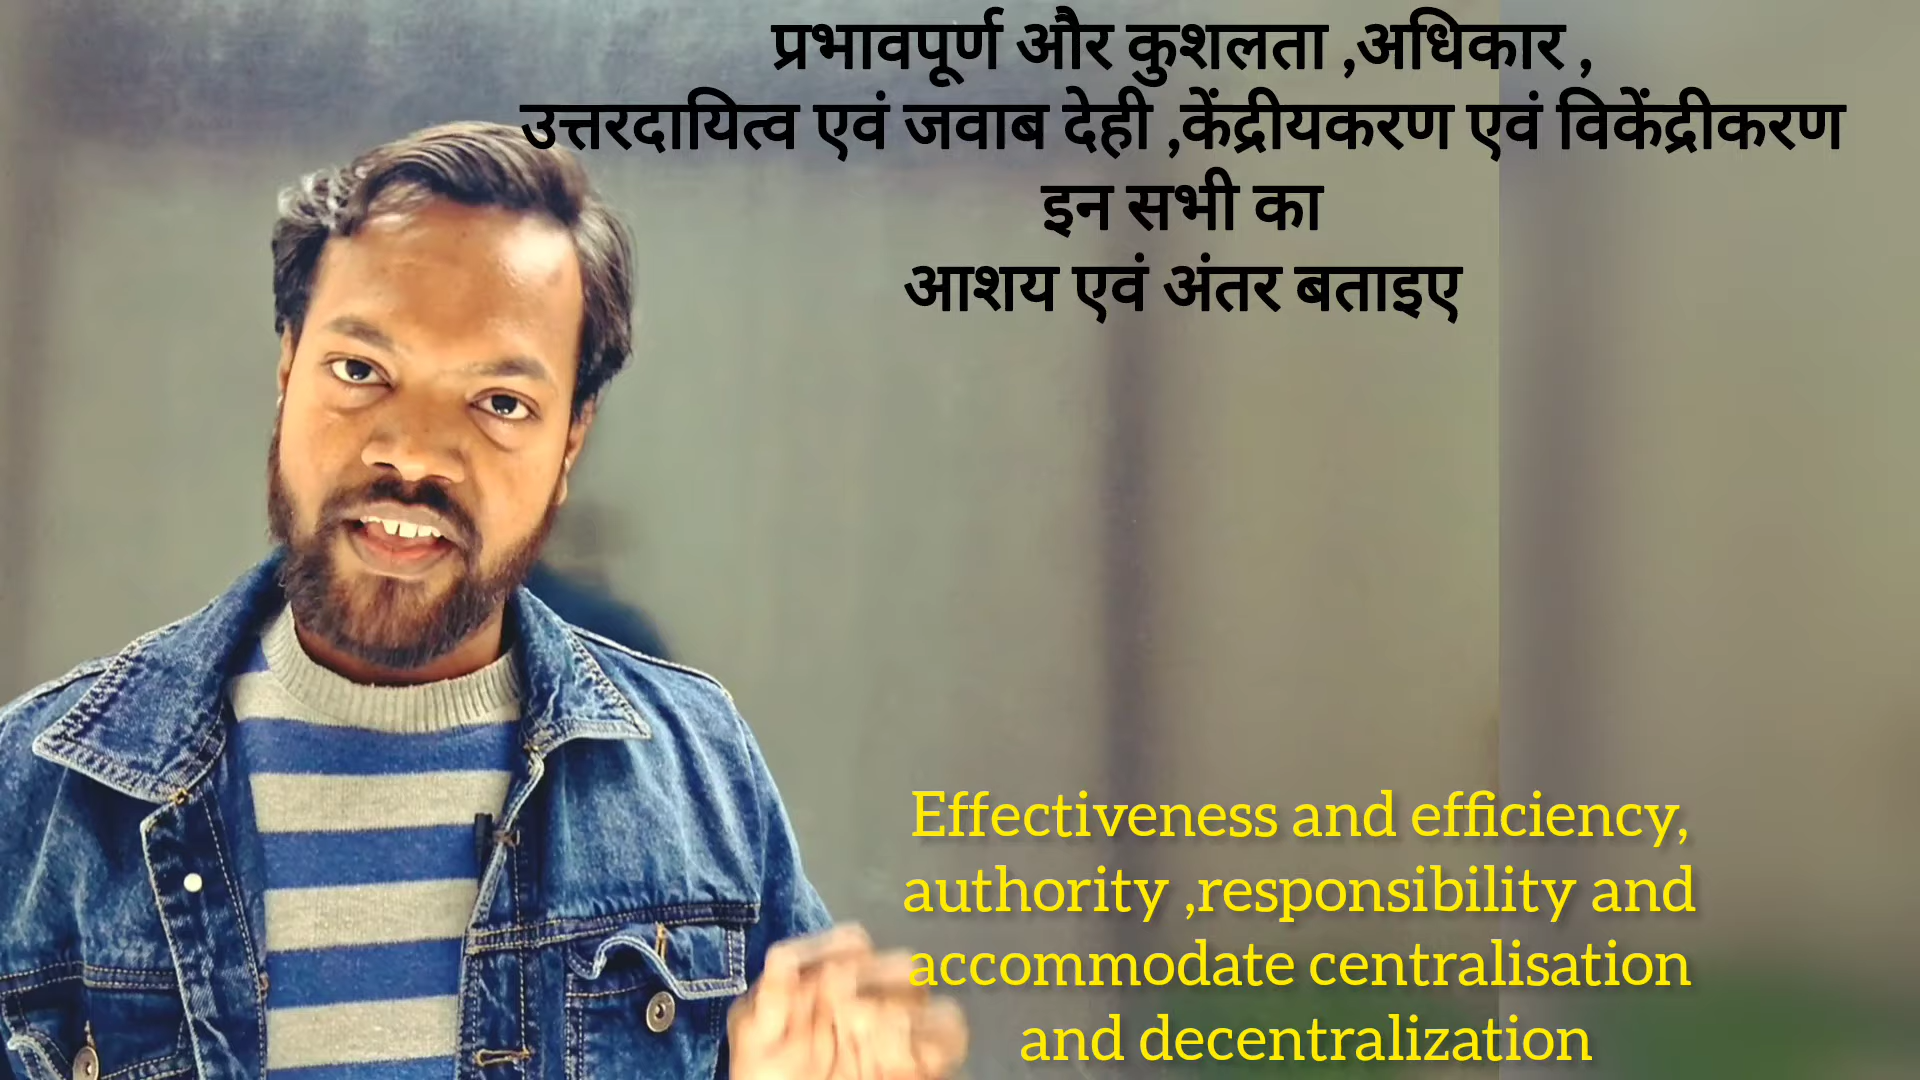 प्रभावपूर्ण और कुशलता ,अधिकार ,
उत्तरदायित्व एवं जवाब देही ,केंद्रीयकरण एवं विकेंद्रीकरण
इन सभी का
आशय एवं अंतर बताइए
Effectiveness and efficiency,
authority ,responsibility and
accommodate centralisation
and decentralization